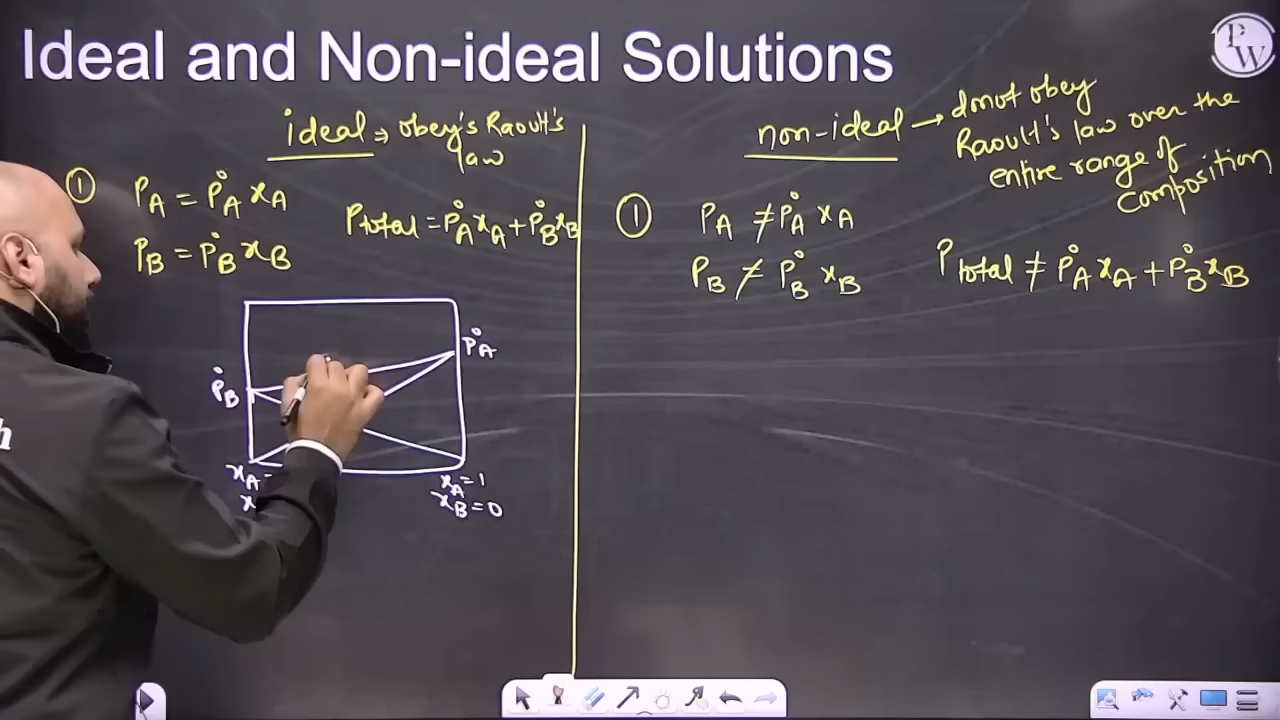 Ideal and Non-ideal Solutions
PW
ideal ⇒ obey's Raoult's
law
① PA = P°A xA
PB = P°B xB
Ptotal = P°A xA + P°B xB
P°A
P°B
xA =
x
xA = 1
xB = 0
non-ideal → donot obey
Raoult's law over the
entire range of
composition
① PA ≠ P°A xA
PB ≠ P°B xB
Ptotal ≠ P°A xA + P°B xB
h